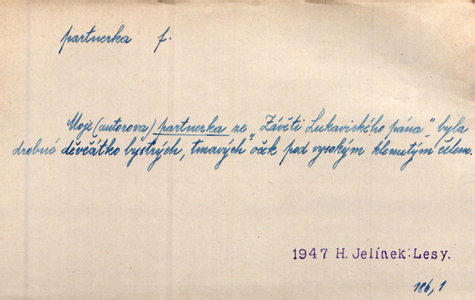 partnerka f.
Moje (autorova) partnerka ze „Závěti Lukavického pána“, byla
drobné děvčátko bystrých, tmavých oček pod vysokým klenutým čelem.
1947 H. Jelínek: Lesy.
186, 1